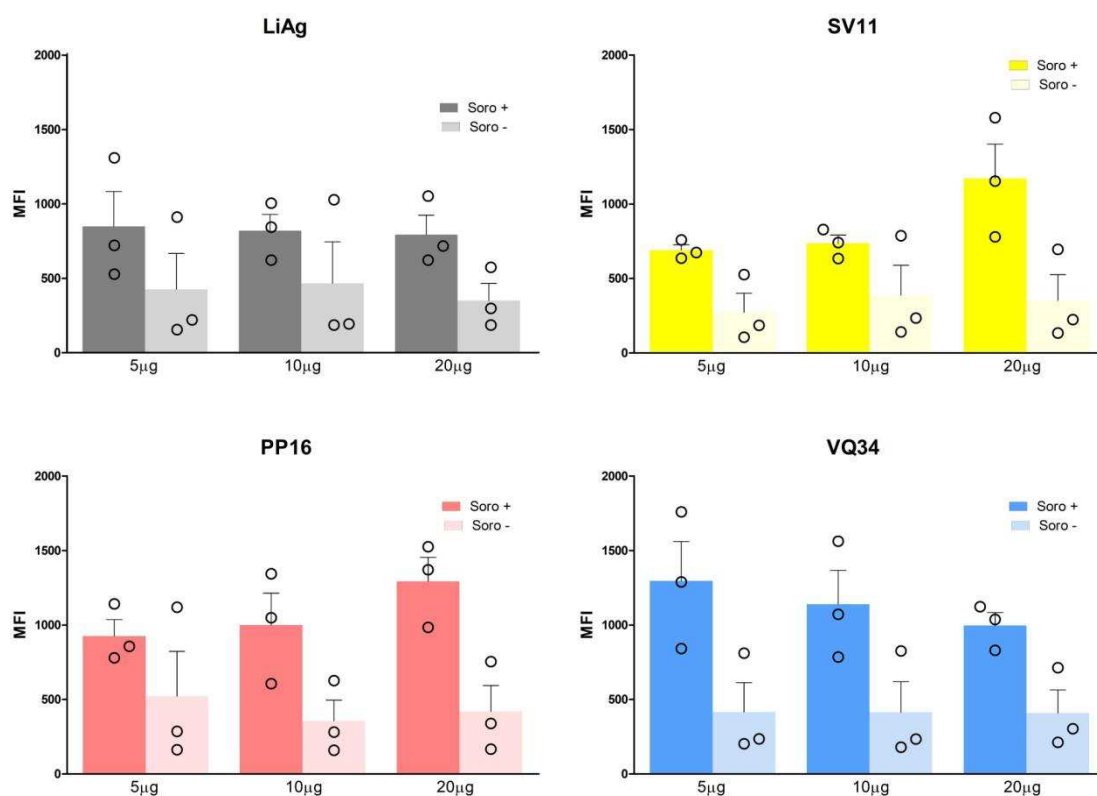 LiAg
2000
1500
1000
500
0
MFI
Soro +
Soro -
5μg
10μg
20μg
SV11
2000
1500
1000
500
0
MFI
Soro +
Soro -
5μg
10μg
20μg
PP16
2000
1500
1000
500
0
MFI
Soro +
Soro -
5μg
10μg
20μg
VQ34
2000
1500
1000
500
0
MFI
Soro +
Soro -
5μg
10μg
20μg